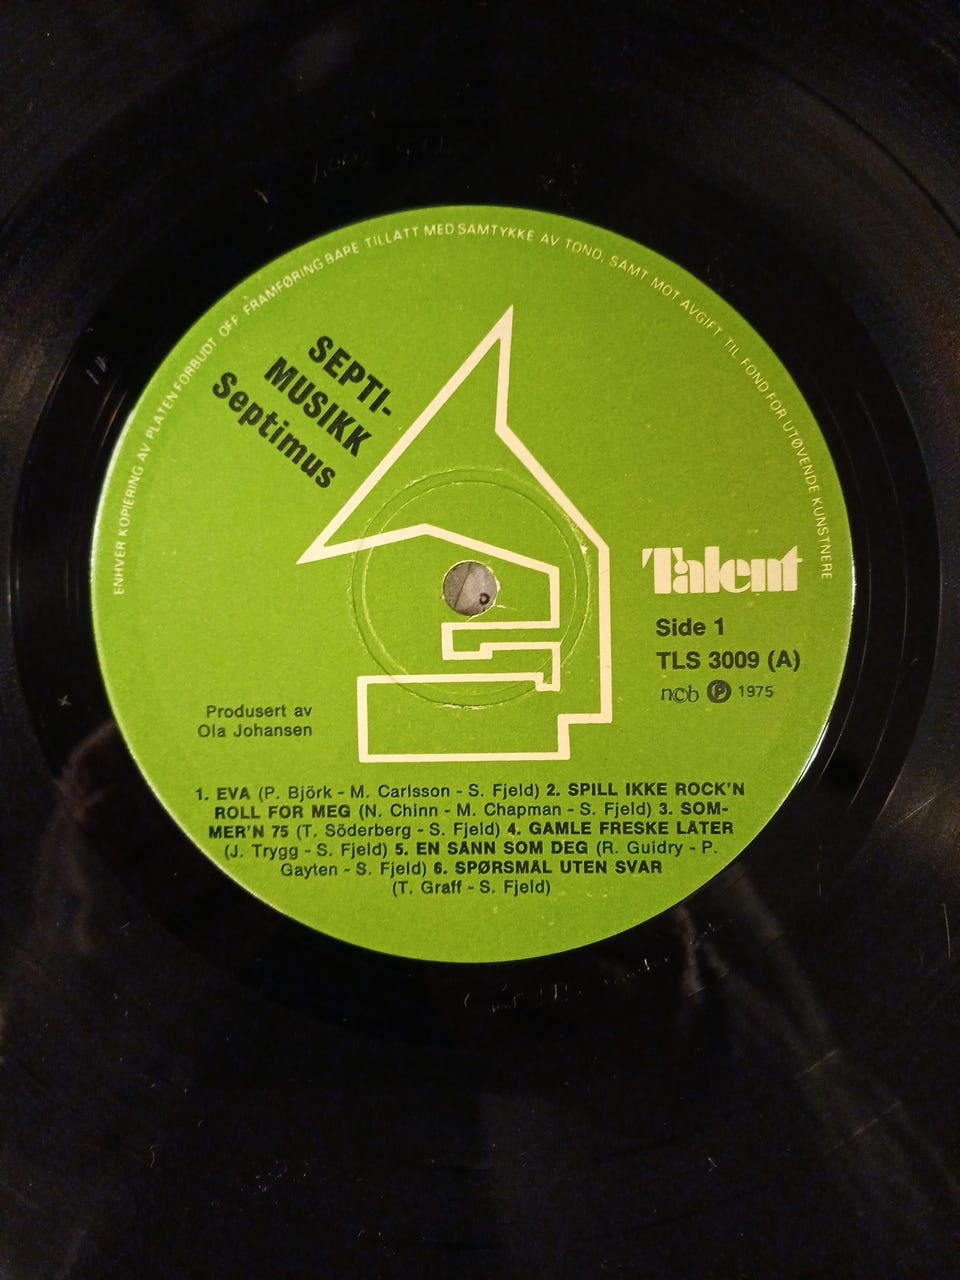 ENHVER KOPIERING AV PLATEN FORBUDT OFF. FRAMFØRING BARE TILLATT MED SAMTYKKE AV TONO, SAMT MOT AVGIFT TIL FOND FOR UTØVENDE KUNSTNERE
SEPTI-
MUSIKK
Septimus
Talent
Side 1
TLS 3009 (A)
ncb Ⓟ 1975
Produsert av
Ola Johansen
1. EVA (P. Björk - M. Carlsson - S. Fjeld) 2. SPILL IKKE ROCK'N
ROLL FOR MEG (N. Chinn - M. Chapman - S. Fjeld) 3. SOM-
MER'N 75 (T. Söderberg - S. Fjeld) 4. GAMLE FRESKE LÅTER
(J. Trygg - S. Fjeld) 5. EN SÅNN SOM DEG (R. Guidry - P.
Gayten - S. Fjeld) 6. SPØRSMÅL UTEN SVAR
(T. Graff - S. Fjeld)